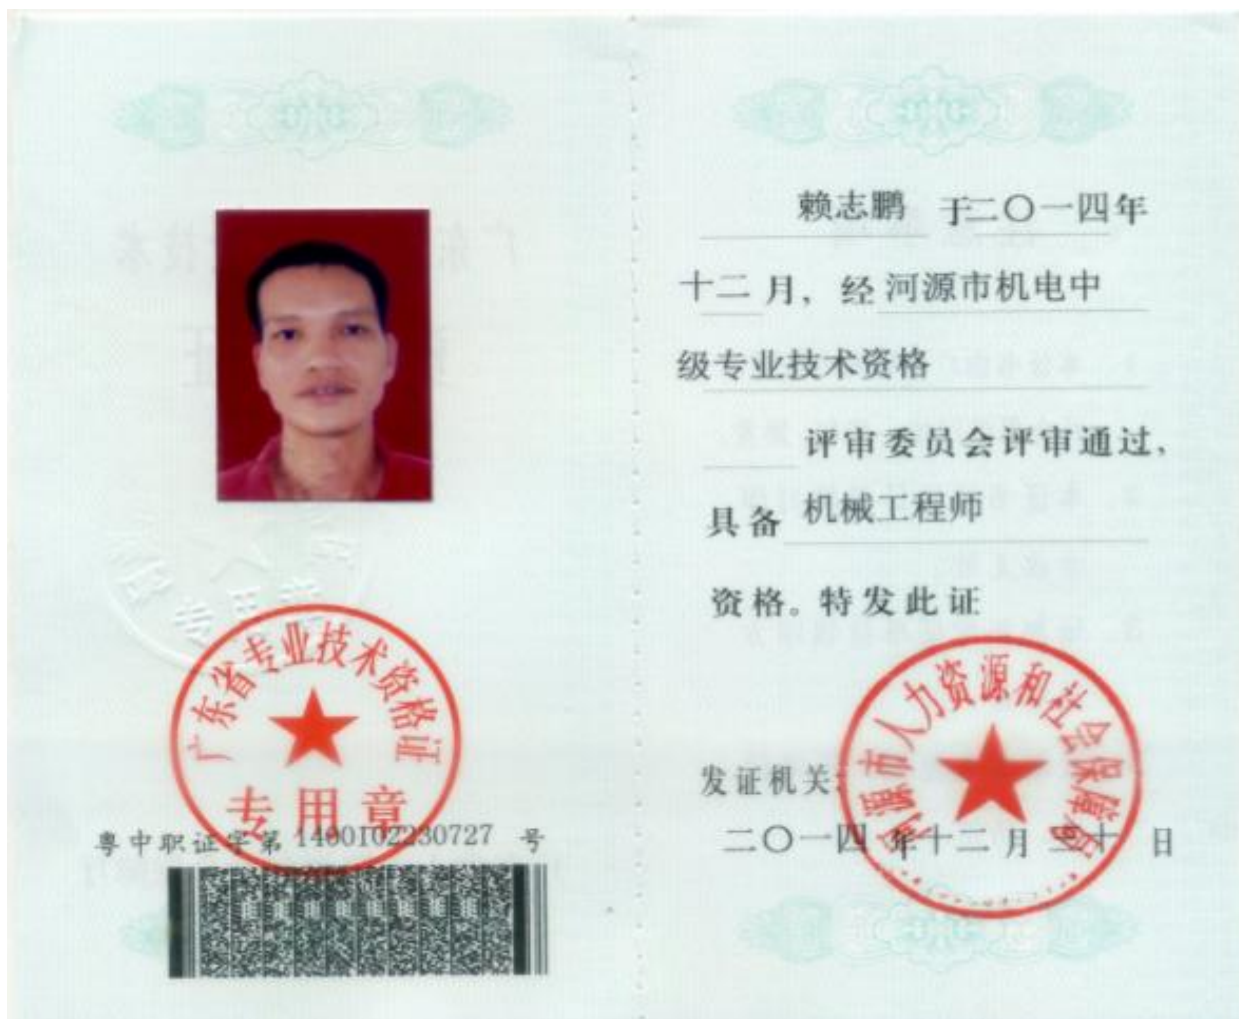 广东省专业技术资格证
专用章
粤中职证字第 1400102230727 号
赖志鹏 于二〇一四年
十二月，经河源市机电中
级专业技术资格
评审委员会评审通过，
具备 机械工程师
资格。特发此证
河源市人力资源和社会保障局
发证机关：
二〇一四年十二月三十日